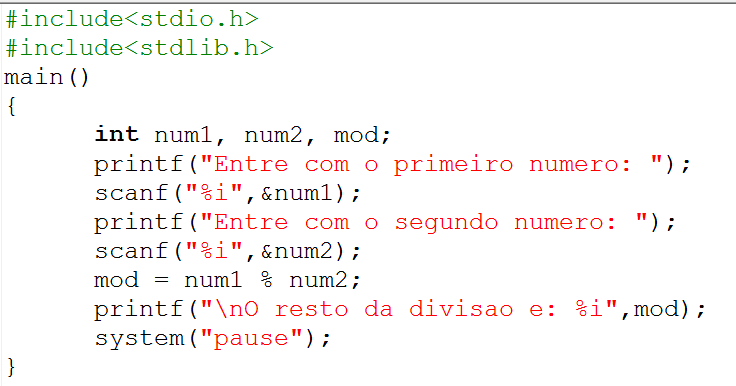 #include<stdio.h>
#include<stdlib.h>
main()
{
int num1, num2, mod;
printf("Entre com o primeiro numero: ");
scanf("%i",&num1);
printf("Entre com o segundo numero: ");
scanf("%i",&num2);
mod = num1 % num2;
printf("\nO resto da divisao e: %i",mod);
system("pause");
}